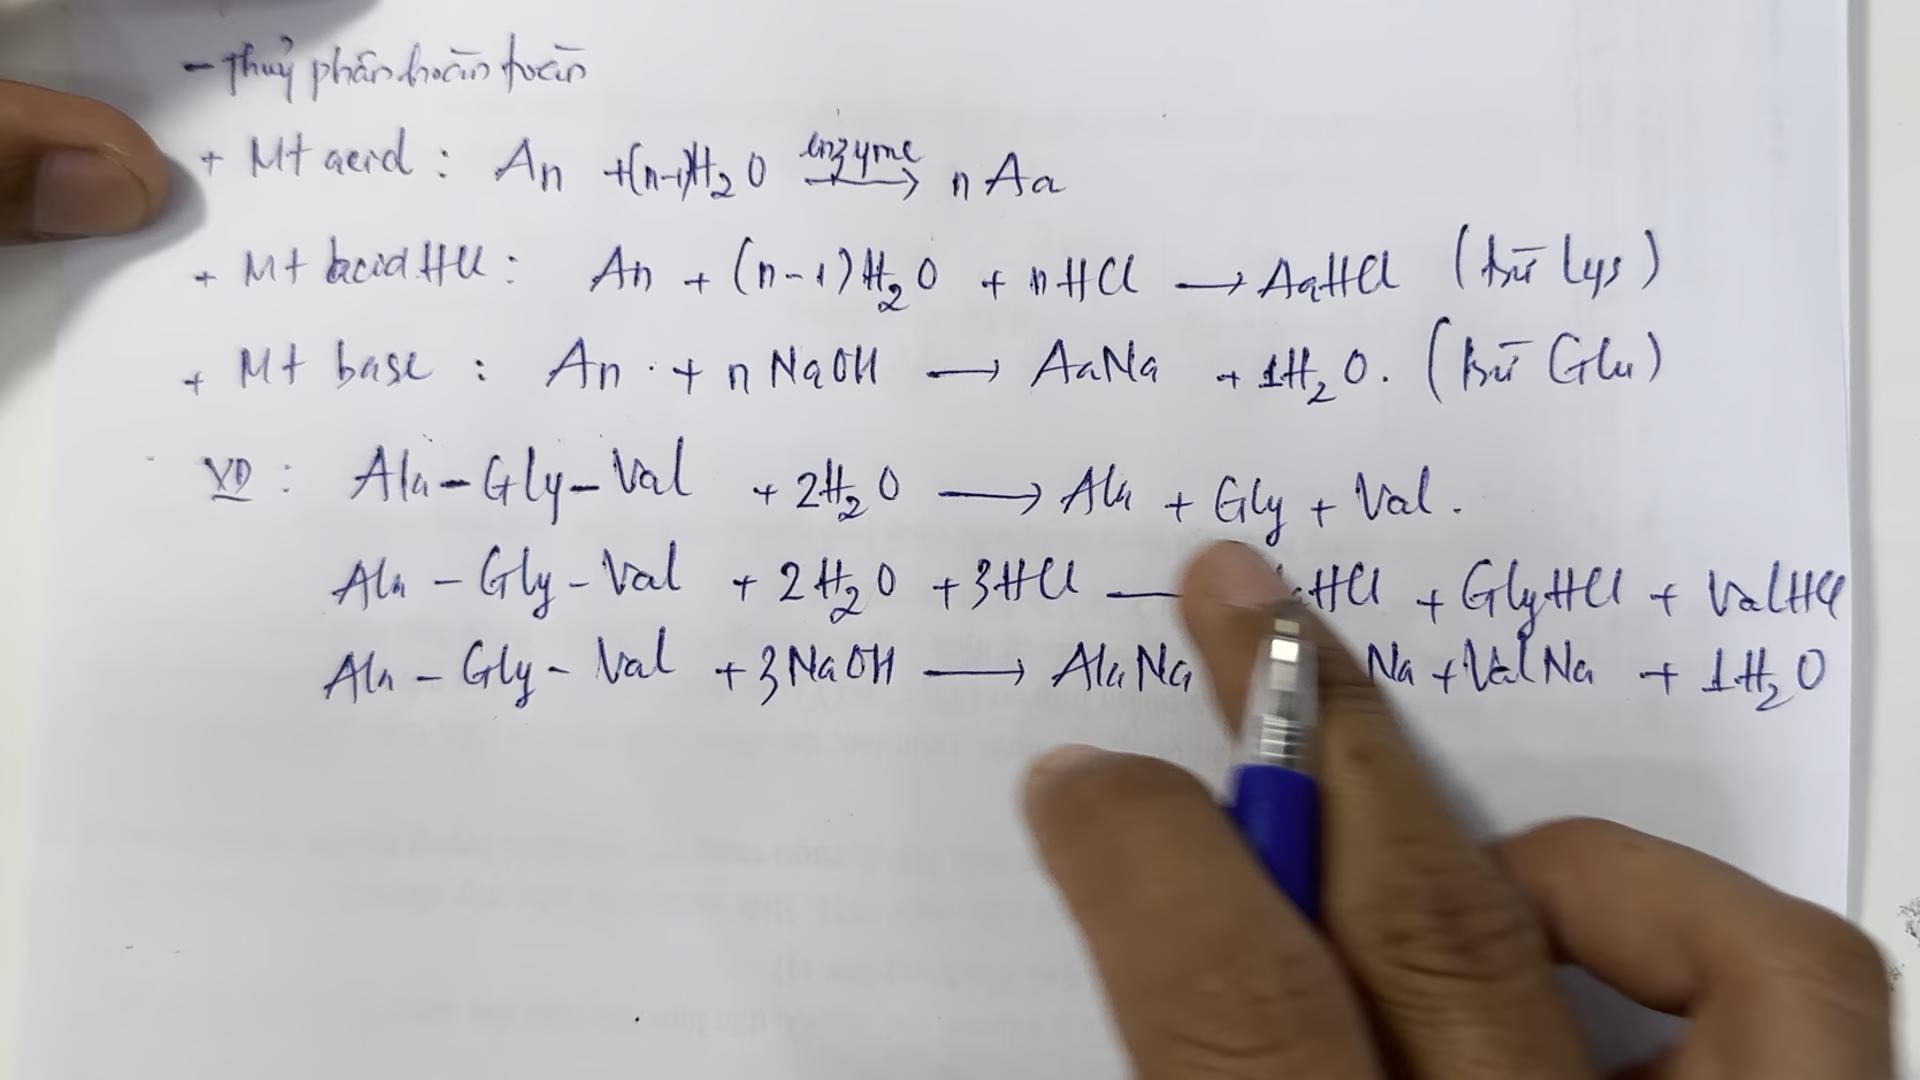 - Thuỷ phân hoàn toàn
+ Mt acid : An +(n-1)H₂O enzyme → n Aa
+ Mt acid HCl : An + (n-1)H₂O + nHCl → AaHCl (trừ Lys)
+ Mt base : An + n NaOH → AaNa + 1H₂O. (trừ Glu)
VD : Ala-Gly-Val + 2H₂O → Ala + Gly + Val.
Ala - Gly - Val + 2H₂O + 3HCl — HCl + GlyHCl + ValHCl
Ala - Gly - Val + 3NaOH → AlaNa Na + ValNa + 1H₂O